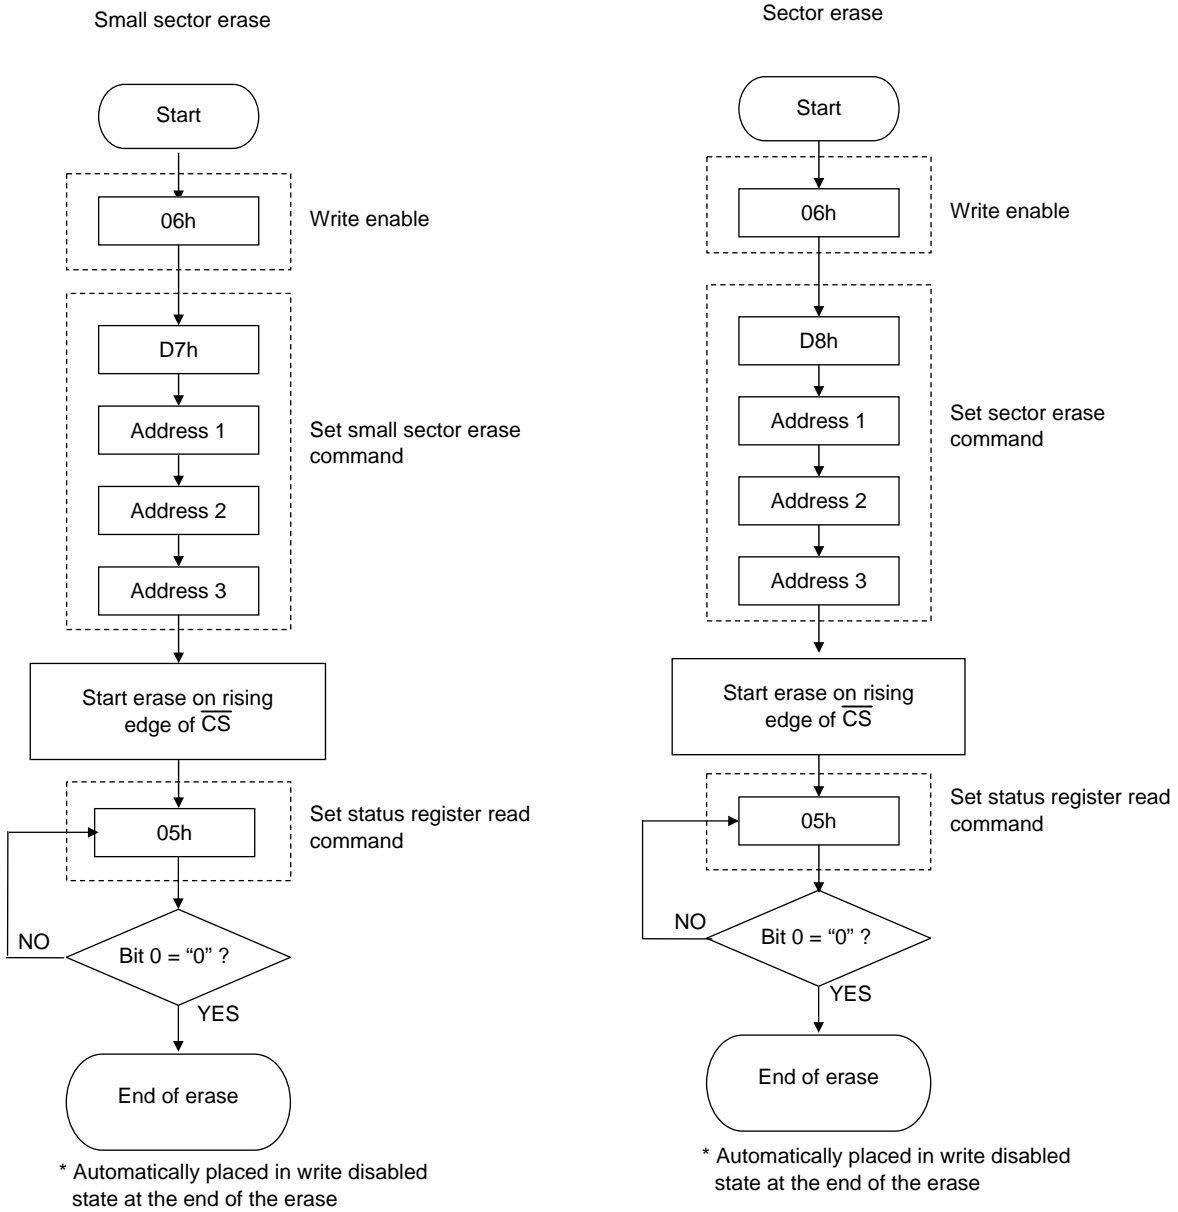 Small sector erase
Start
06h
Write enable
D7h
Address 1
Address 2
Address 3
Set small sector erase
command
Start erase on rising
edge of CS
05h
Set status register read
command
Bit 0 = “0” ?
NO
YES
End of erase
* Automatically placed in write disabled
state at the end of the erase
Sector erase
Start
06h
Write enable
D8h
Address 1
Address 2
Address 3
Set sector erase
command
Start erase on rising
edge of CS
05h
Set status register read
command
Bit 0 = “0” ?
NO
YES
End of erase
* Automatically placed in write disabled
state at the end of the erase